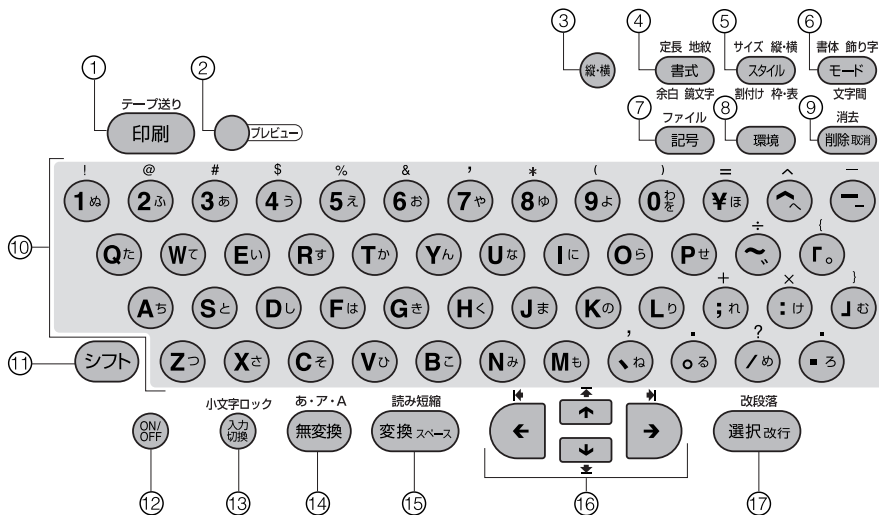 ③ ④ ⑤ ⑥
定長 地紋 サイズ 縦・横 書体 飾り字
縦・横 書式 スタイル モード
① ②
余白 鏡文字 割付け 枠・表 文字間
⑦ ⑧ ⑨
テープ送り ファイル 消去
印刷 プレビュー 記号 環境 削除 取消
! @ # $ % & ’ * ( ) = ^ ―
1ぬ 2ふ 3あ 4う 5え 6お 7や 8ゆ 9よ 0わを ¥ほ ^へ ー_
÷ {
⑩ Qた Wて Eい Rす Tか Yん Uな Iに Oら Pせ ~゛ 「。
+ × }
Aち Sと Dし Fは Gき Hく Jま Kの Lり ;れ :け 」む
, . ? ・
⑪ シフト Zつ Xさ Cそ Vひ Bこ Nみ Mも 、ね 。る /め ・ろ
小文字ロック あ・ア・A 読み短縮 改段落
ON/OFF 入力切換 無変換 変換 スペース ← ↑ ↓ → 選択 改行
⑫ ⑬ ⑭ ⑮ ⑯ ⑰